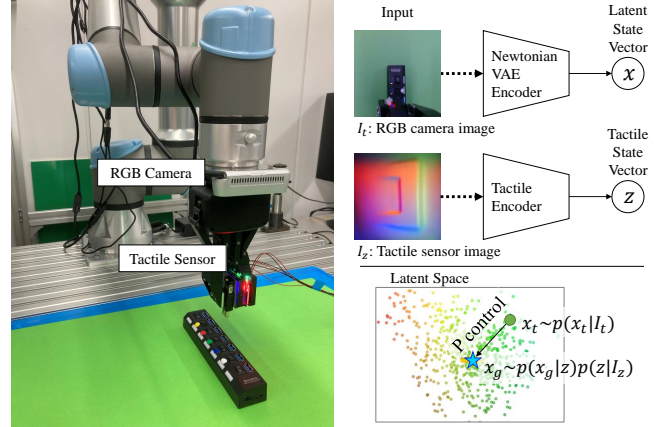 RGB Camera
Tactile Sensor
Input
Latent
State
Vector
Newtonian
VAE
Encoder
x
I_t: RGB camera image
Tactile
State
Vector
Tactile
Encoder
z
I_z: Tactile sensor image
Latent Space
P control
x_t~p(x_t|I_t)
x_g~p(x_g|z)p(z|I_z)